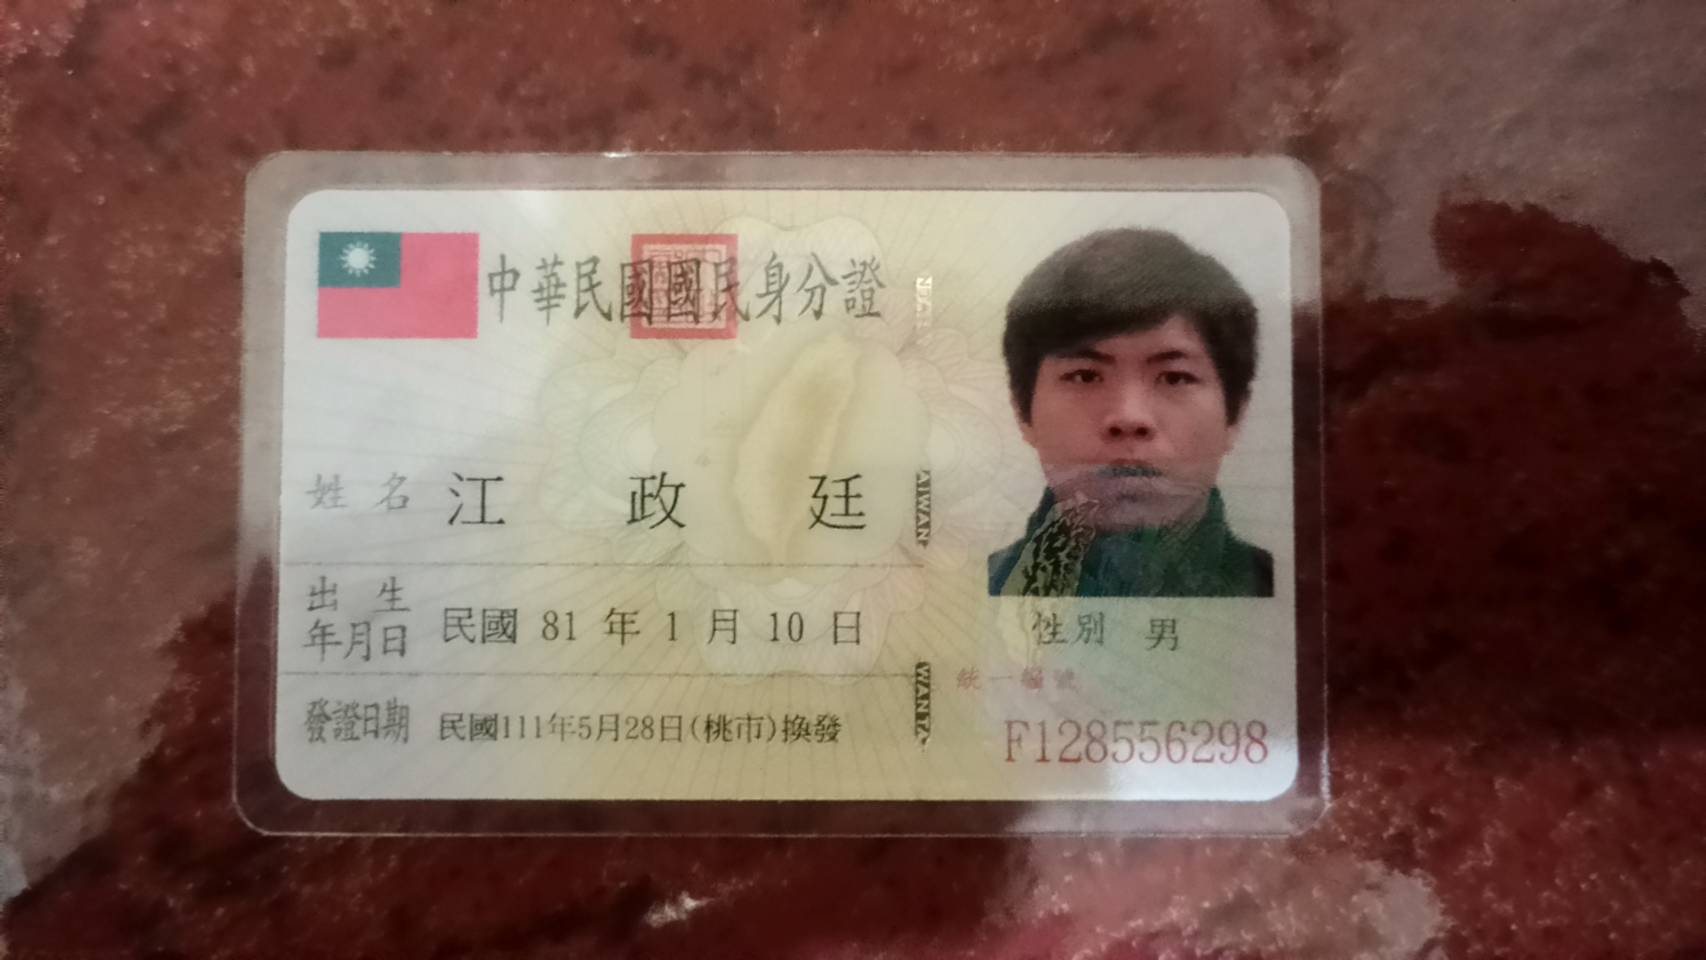 中華民國國民身分證
姓名 江政廷
出生年月日 民國 81 年 1 月 10 日
發證日期 民國111年5月28日(桃市)換發
性別 男
統一編號
F128556298
TAIWAN